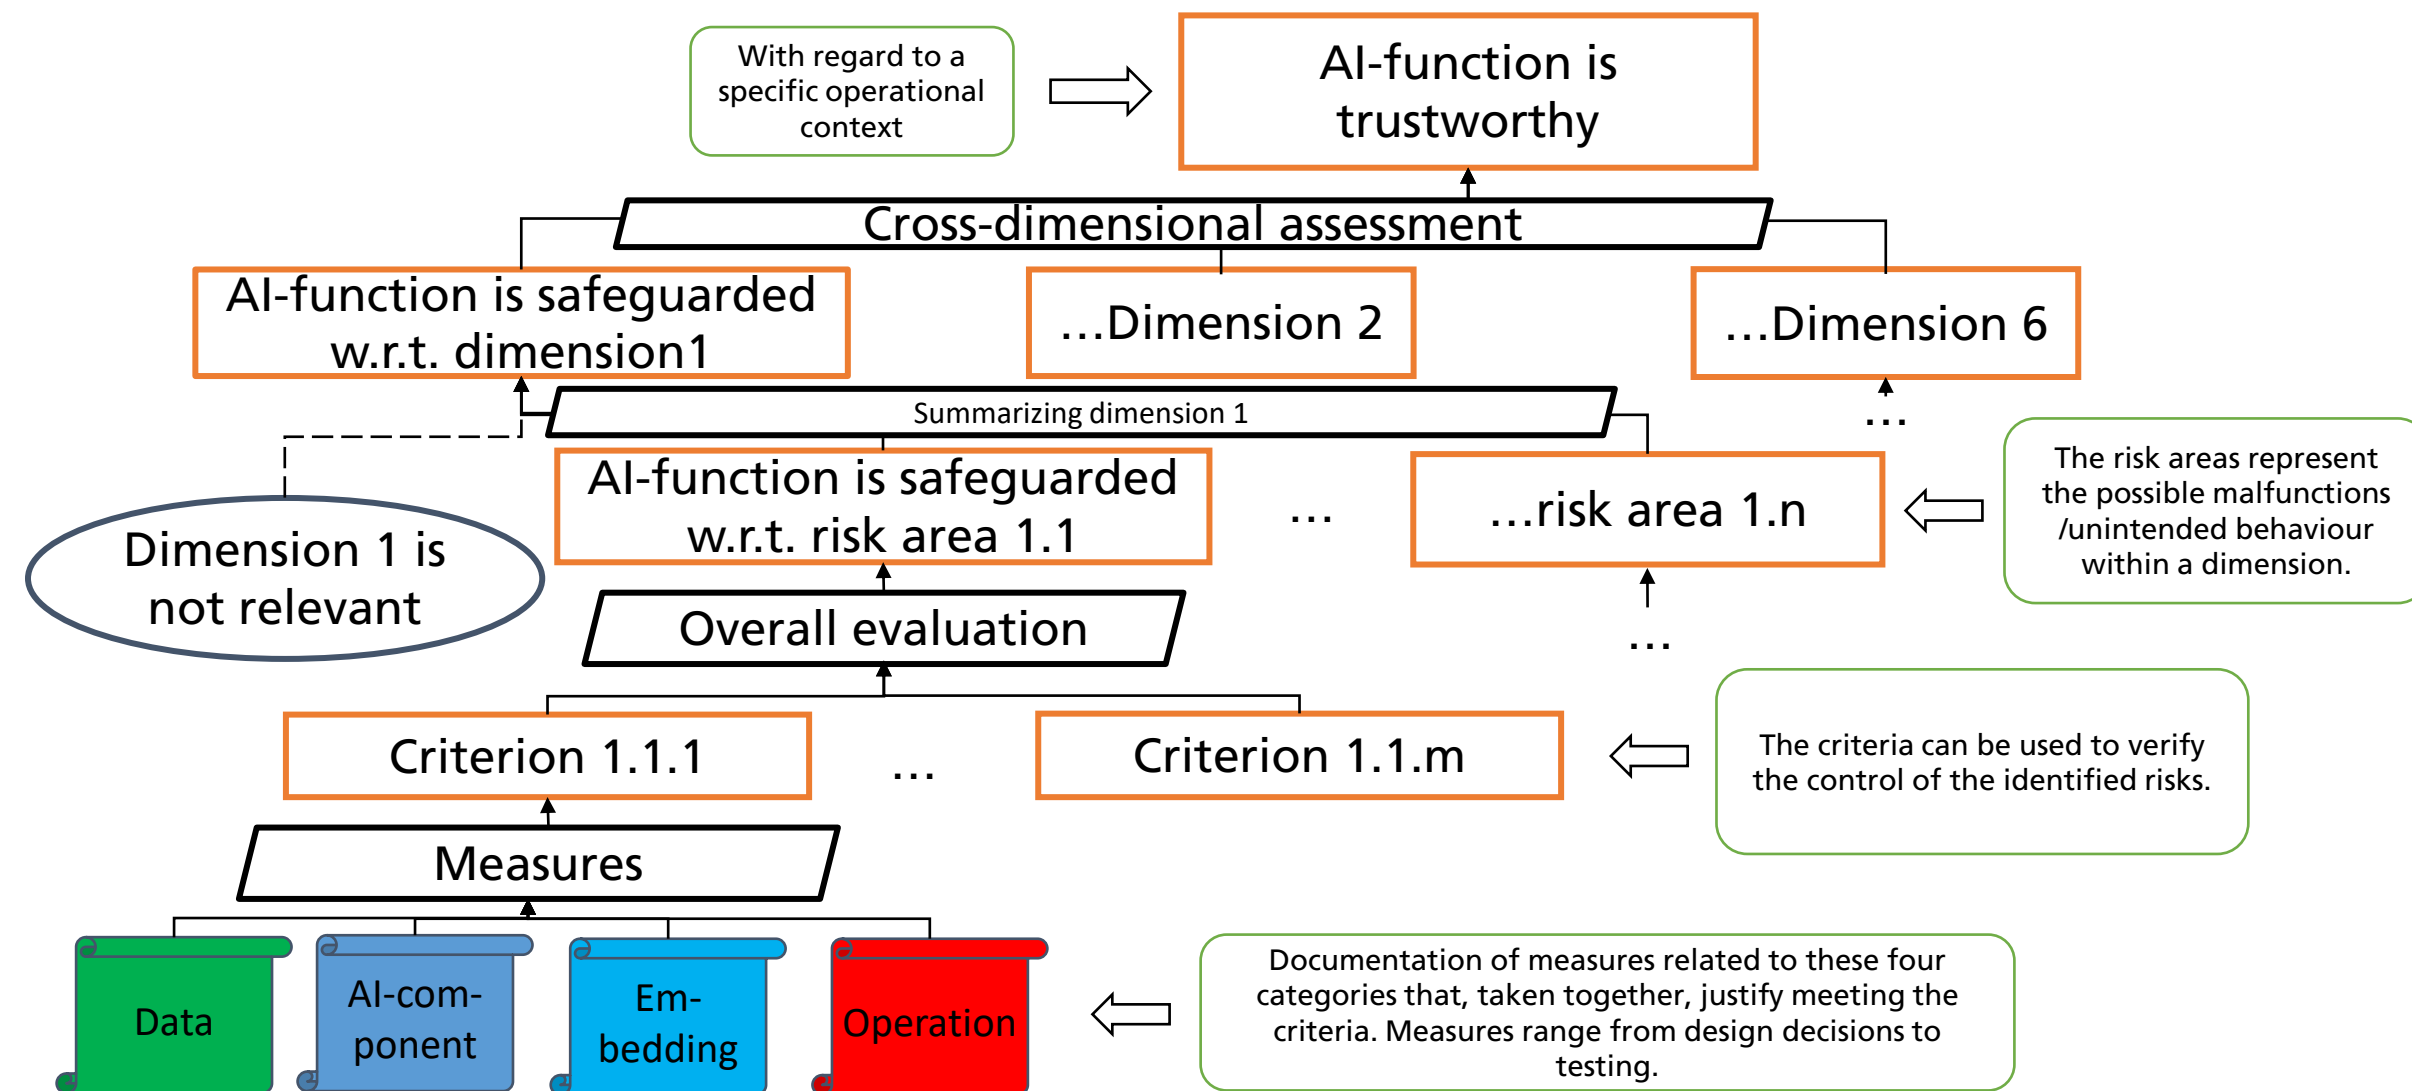 With regard to a
specific operational
context
AI-function is
trustworthy
Cross-dimensional assessment
AI-function is safeguarded
w.r.t. dimension1
...Dimension 2
...Dimension 6
Summarizing dimension 1
...
AI-function is safeguarded
w.r.t. risk area 1.1
...
...risk area 1.n
The risk areas represent
the possible malfunctions
/unintended behaviour
within a dimension.
Dimension 1 is
not relevant
Overall evaluation
...
Criterion 1.1.1
...
Criterion 1.1.m
The criteria can be used to verify
the control of the identified risks.
Measures
Data
AI-com-
ponent
Em-
bedding
Operation
Documentation of measures related to these four
categories that, taken together, justify meeting the
criteria. Measures range from design decisions to
testing.